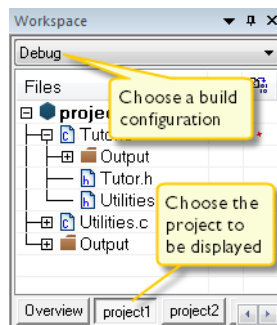 Workspace
Debug
Files
Choose a build
configuration
projec
Tutor.c
Output
Tutor.h
Utilities
Choose the
project to
be displayed
Utilities.c
Output
Overview
project1
project2